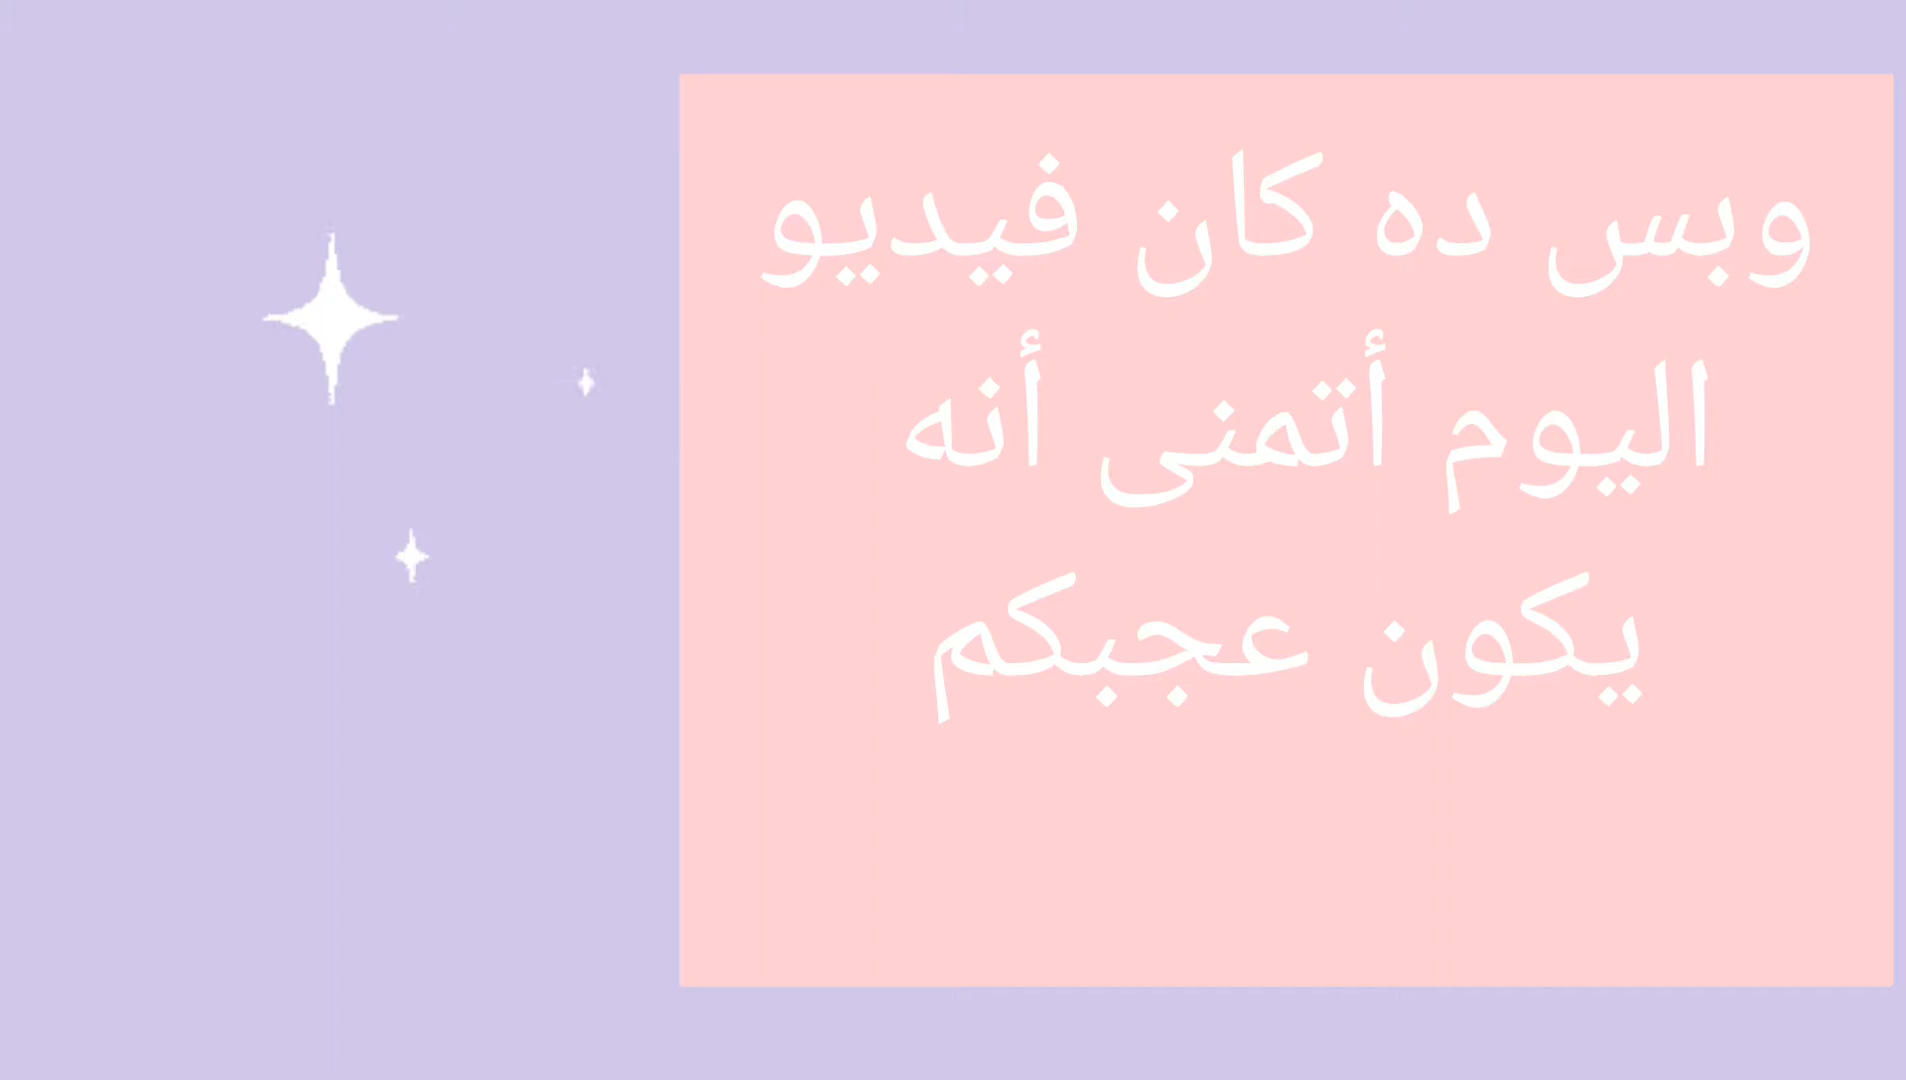 وبس ده كان فيديو
اليوم أتمنى أنه
يكون عجبكم